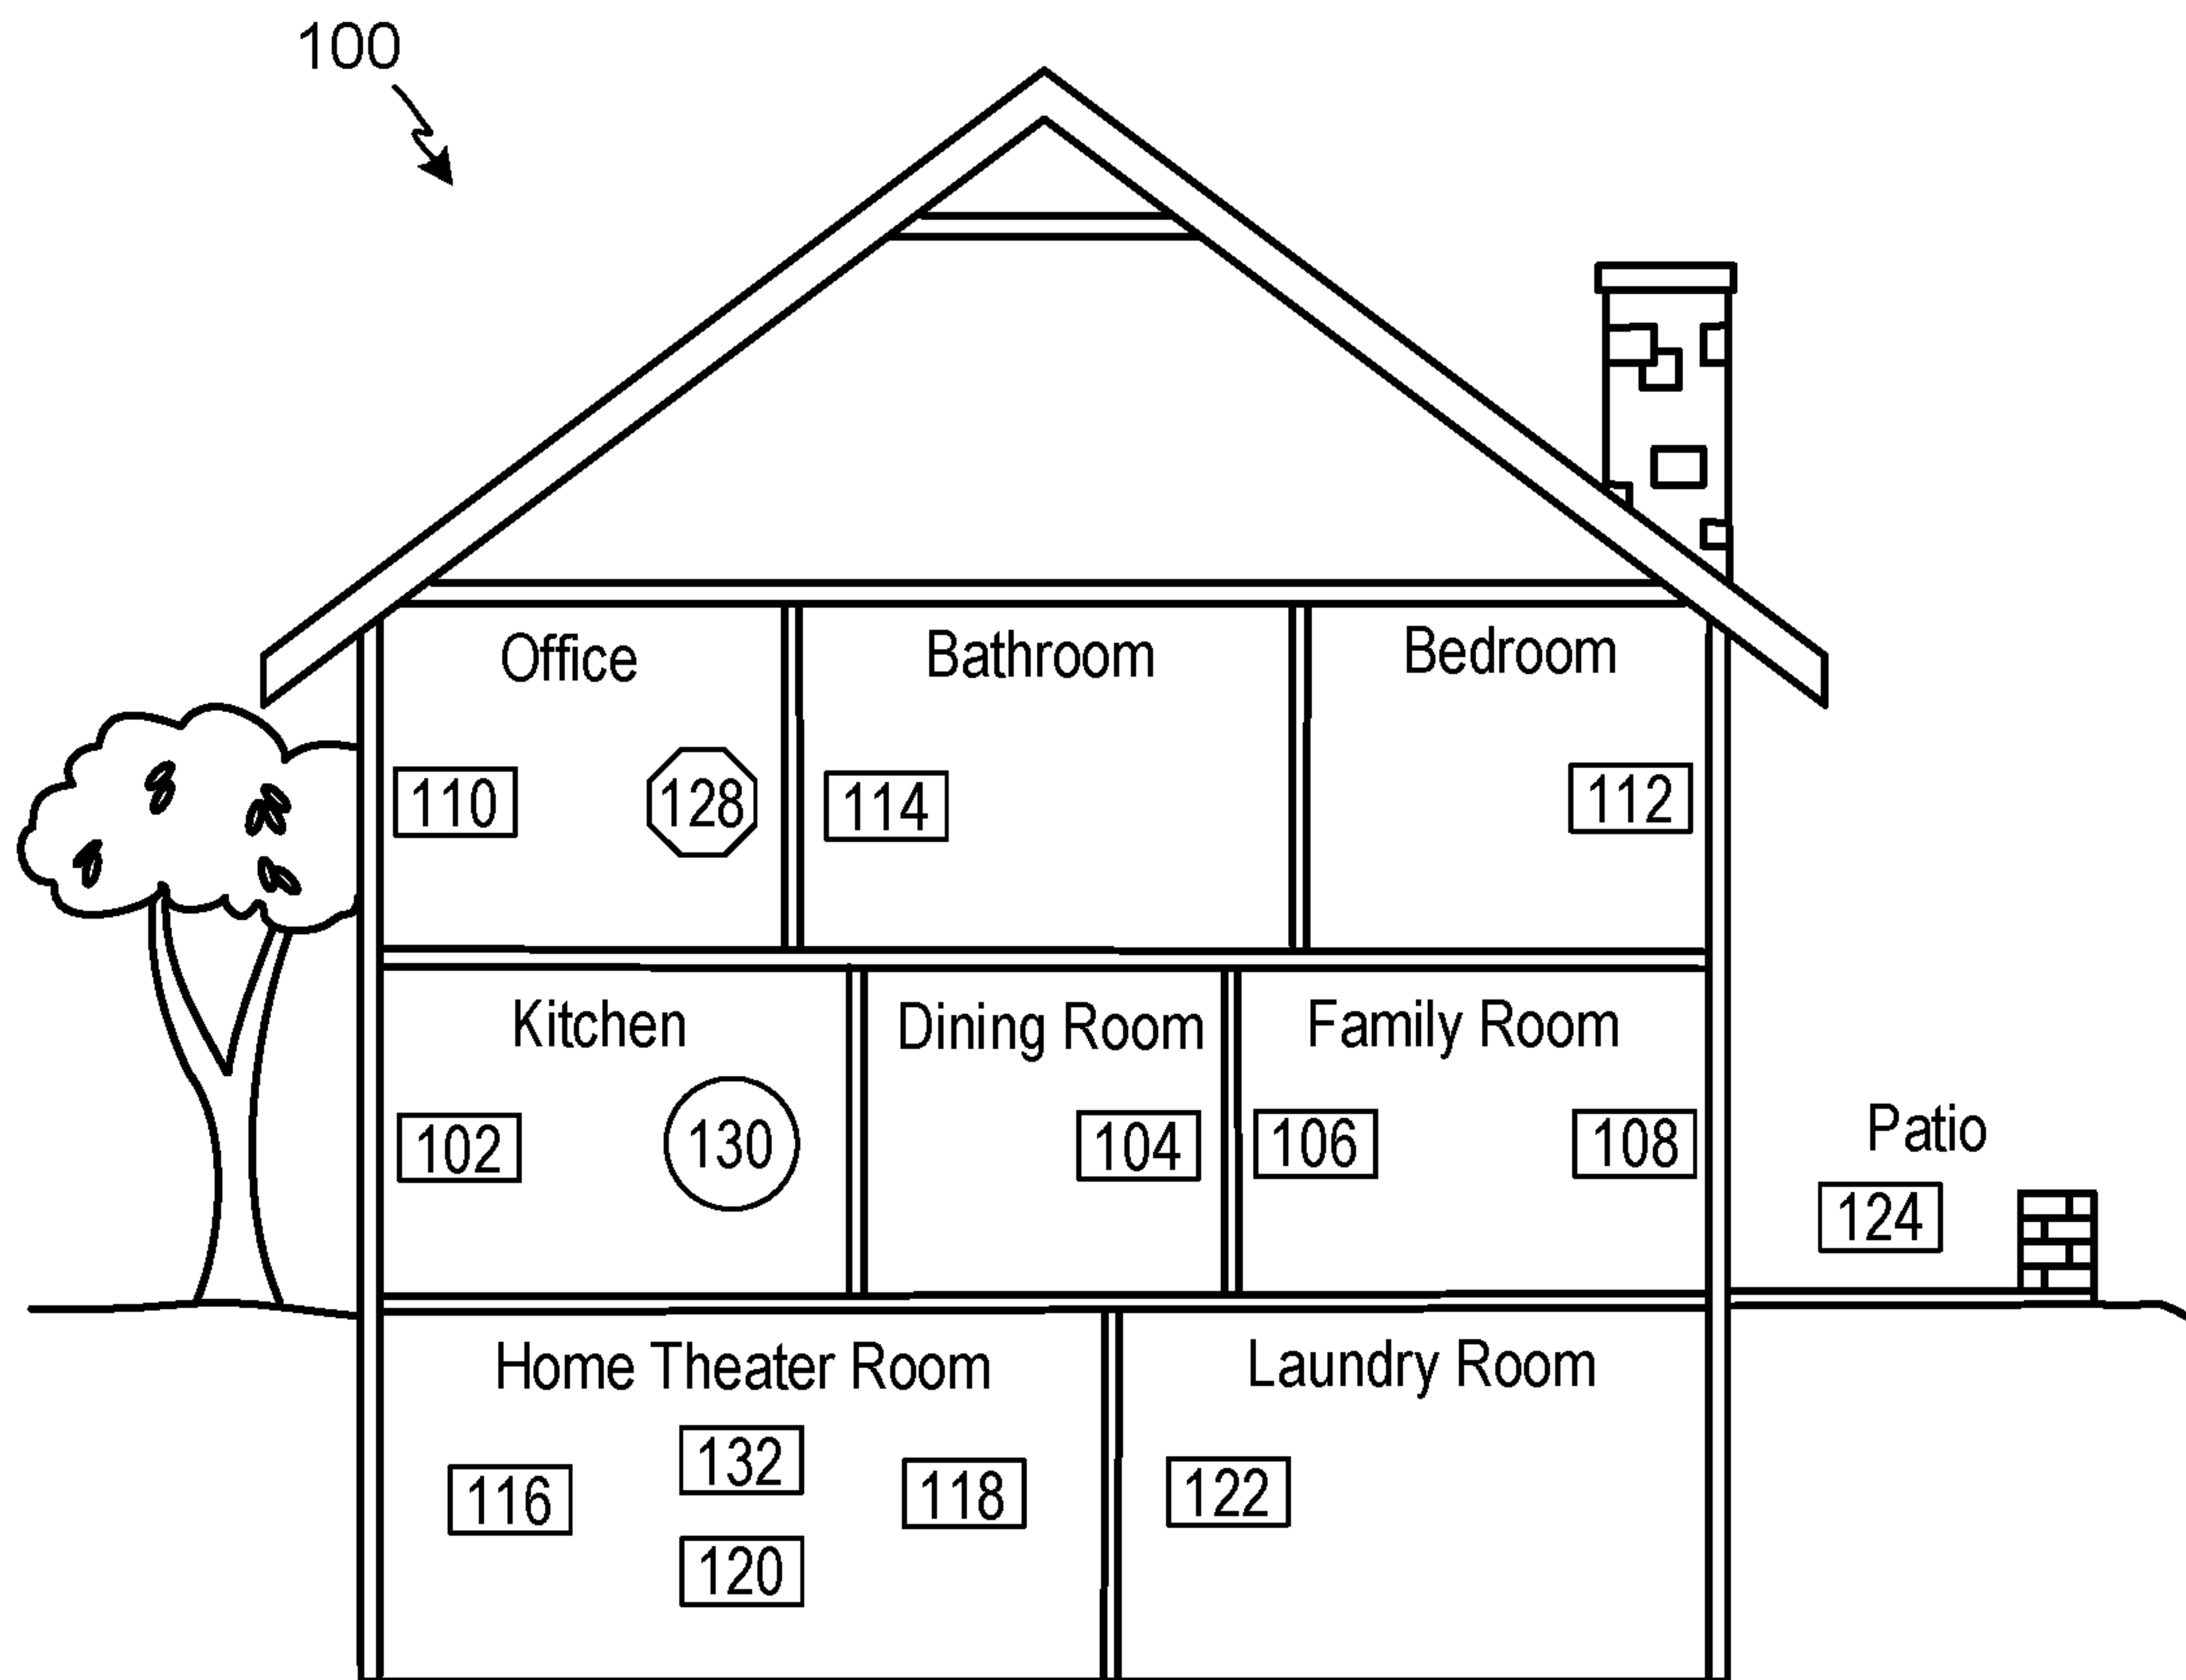 100
Office
Bathroom
Bedroom
110
128
114
112
Kitchen
Dining Room
Family Room
102
130
104
106
108
Patio
124
Home Theater Room
Laundry Room
116
132
118
120
122